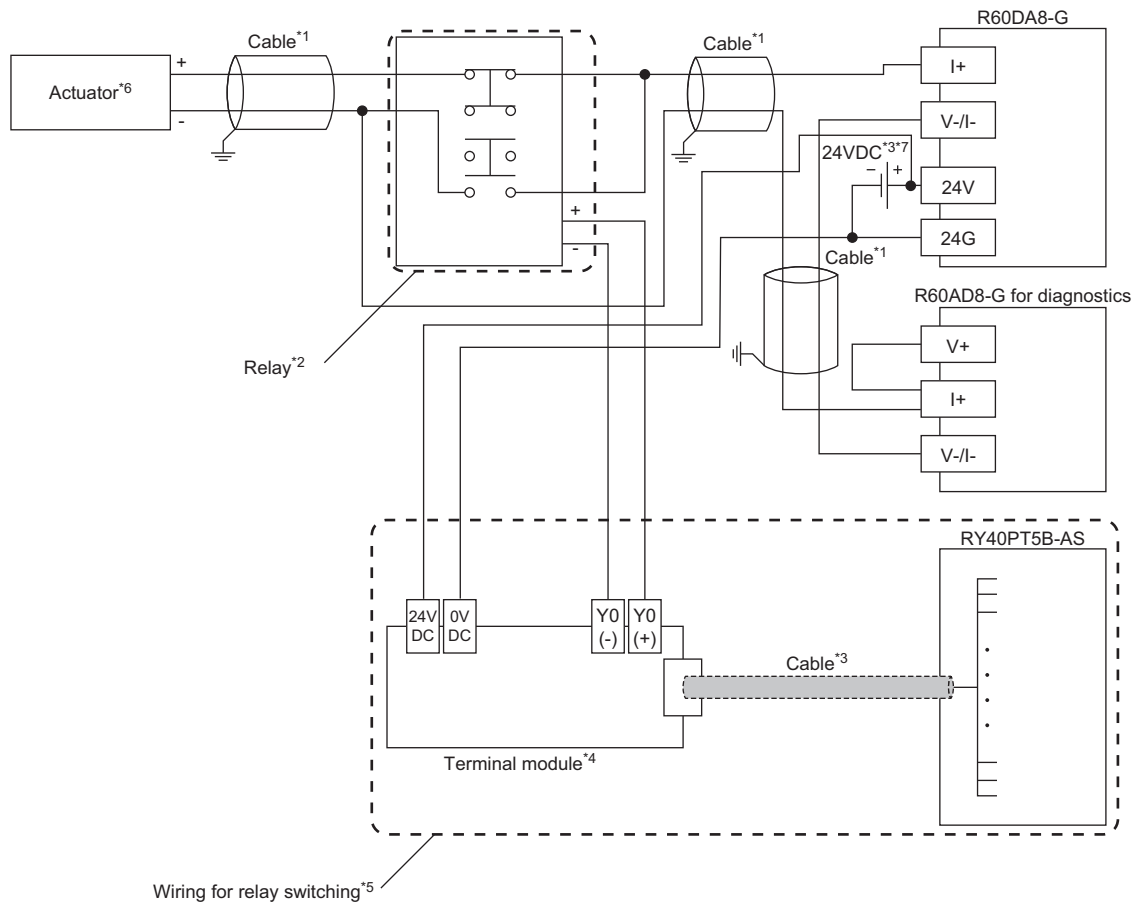 R60DA8-G
Cable*1
Cable*1
+
-
Actuator*6
I+
V-/I-
24VDC*3*7
−
+
24V
24G
+
-
Cable*1
R60AD8-G for diagnostics
V+
I+
V-/I-
Relay*2
RY40PT5B-AS
24V
DC
0V
DC
Y0
(-)
Y0
(+)
Cable*3
Terminal module*4
Wiring for relay switching*5